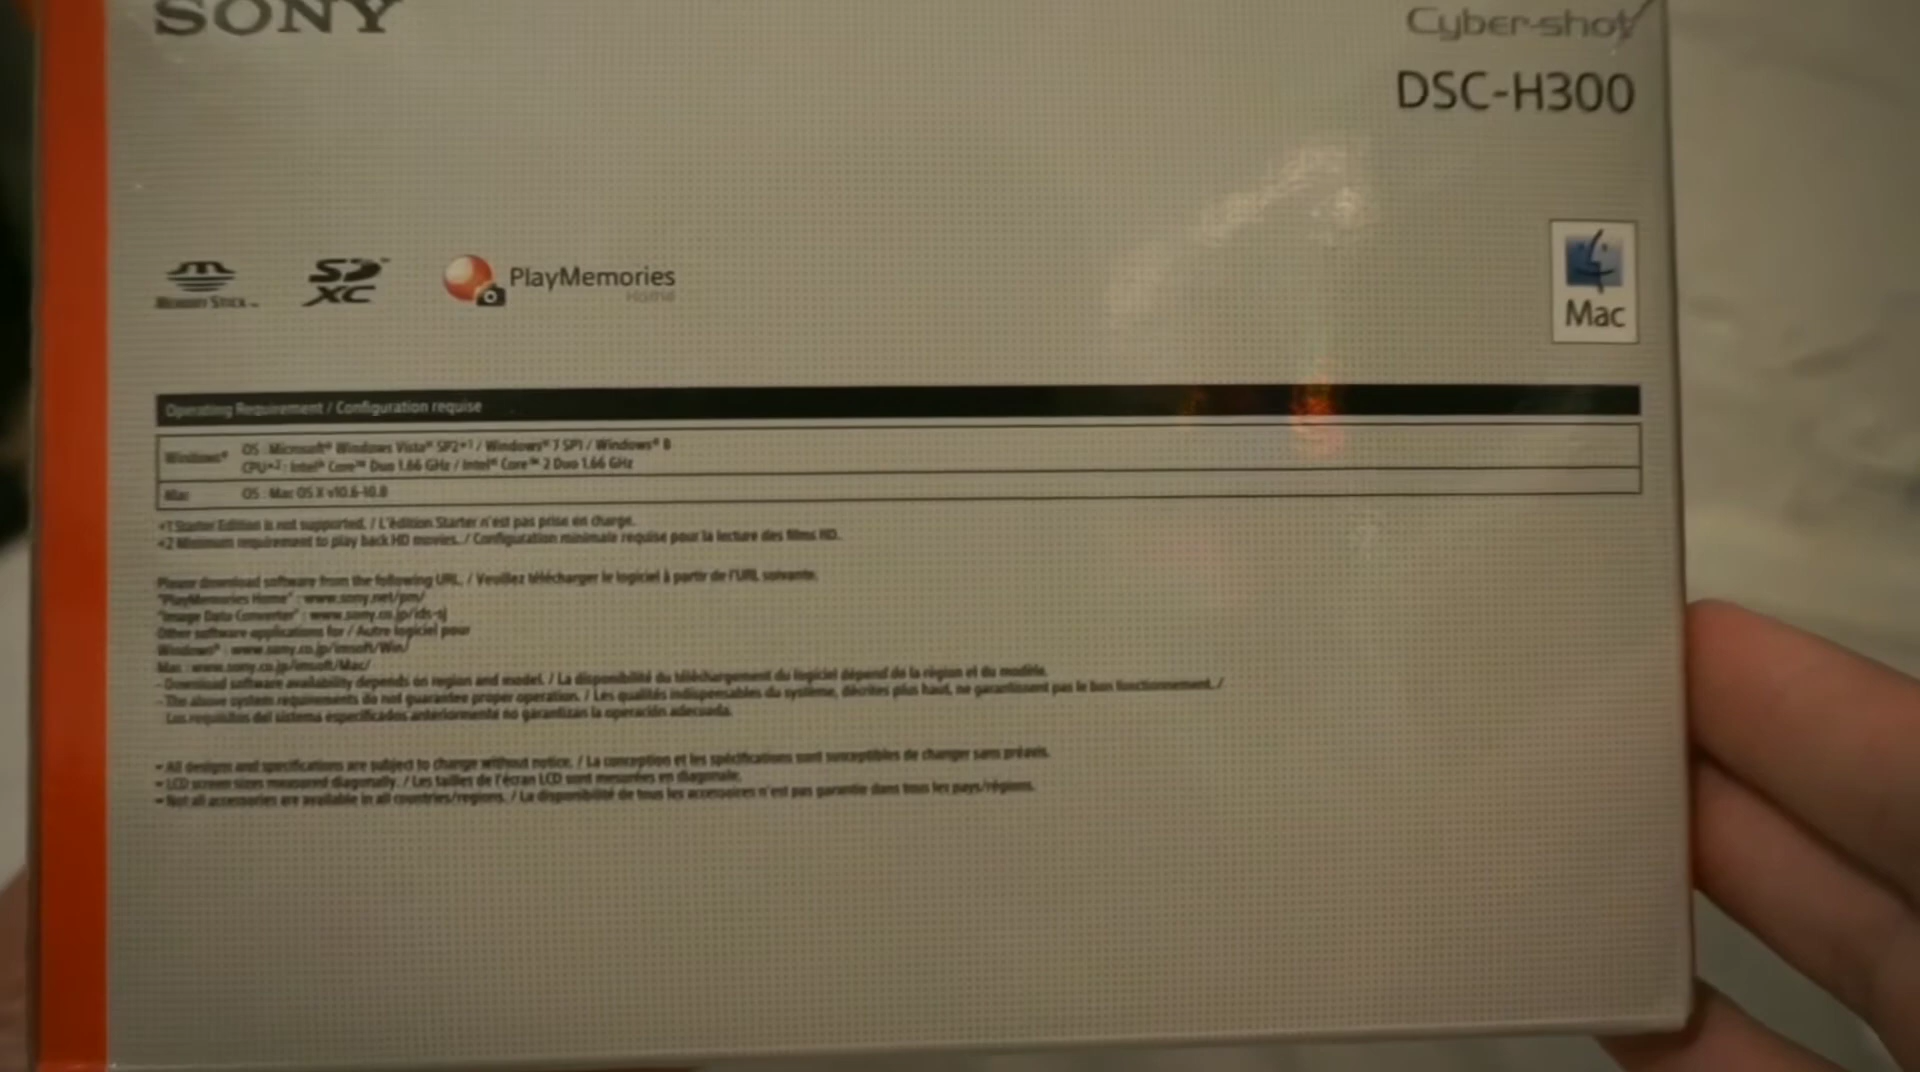 SONY
Cyber-shot
DSC-H300
MEMORY STICK™
SD XC™
PlayMemories
Home
Mac
Operating Requirement / Configuration requise
Windows® OS : Microsoft® Windows Vista® SP2*1 / Windows® 7 SP1 / Windows® 8
CPU*2 : Intel® Core™ Duo 1.66 GHz / Intel® Core™ 2 Duo 1.66 GHz
Mac OS : Mac OS X v10.6-10.8
*1 Starter Edition is not supported. / L'édition Starter n'est pas prise en charge.
*2 Minimum requirement to play back HD movies. / Configuration minimale requise pour la lecture des films HD.
Please download software from the following URL. / Veuillez télécharger le logiciel à partir de l'URL suivante.
"PlayMemories Home" : www.sony.net/pm/
"Image Data Converter" : www.sony.co.jp/ids-sj
Other software applications for / Autre logiciel pour
Windows® : www.sony.co.jp/imsoft/Win/
Mac : www.sony.co.jp/imsoft/Mac/
- Download software availability depends on region and model. / La disponibilité du téléchargement du logiciel dépend de la région et du modèle.
- The above system requirements do not guarantee proper operation. / Les qualités indispensables du système, décrites plus haut, ne garantissent pas le bon fonctionnement. /
Los requisitos del sistema especificados anteriormente no garantizan la operación adecuada.
• All designs and specifications are subject to change without notice. / La conception et les spécifications sont susceptibles de changer sans préavis.
• LCD screen sizes measured diagonally. / Les tailles de l'écran LCD sont mesurées en diagonale.
• Not all accessories are available in all countries/regions. / La disponibilité de tous les accessoires n'est pas garantie dans tous les pays/régions.